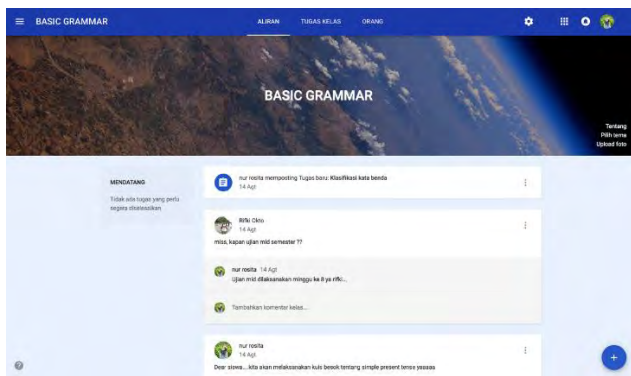 BASIC GRAMMAR
ALIRAN TUGAS KELAS ORANG
BASIC GRAMMAR
Tentang
Pilih tema
Upload foto
MENDATANG
Tidak ada tugas yang perlu
segera diselesaikan
nur rosita memposting Tugas baru: Klasifikasi kata benda
14 Agt
Rifki Okto
14 Agt
miss, kapan ujian mid semester ??
nur rosita 14 Agt
Ujian mid dilaksanakan minggu ke 8 ya rifki...
Tambahkan komentar kelas...
nur rosita
14 Agt
Dear siswa... kita akan melaksanakan kuis besok tentang simple present tense yaaaaa